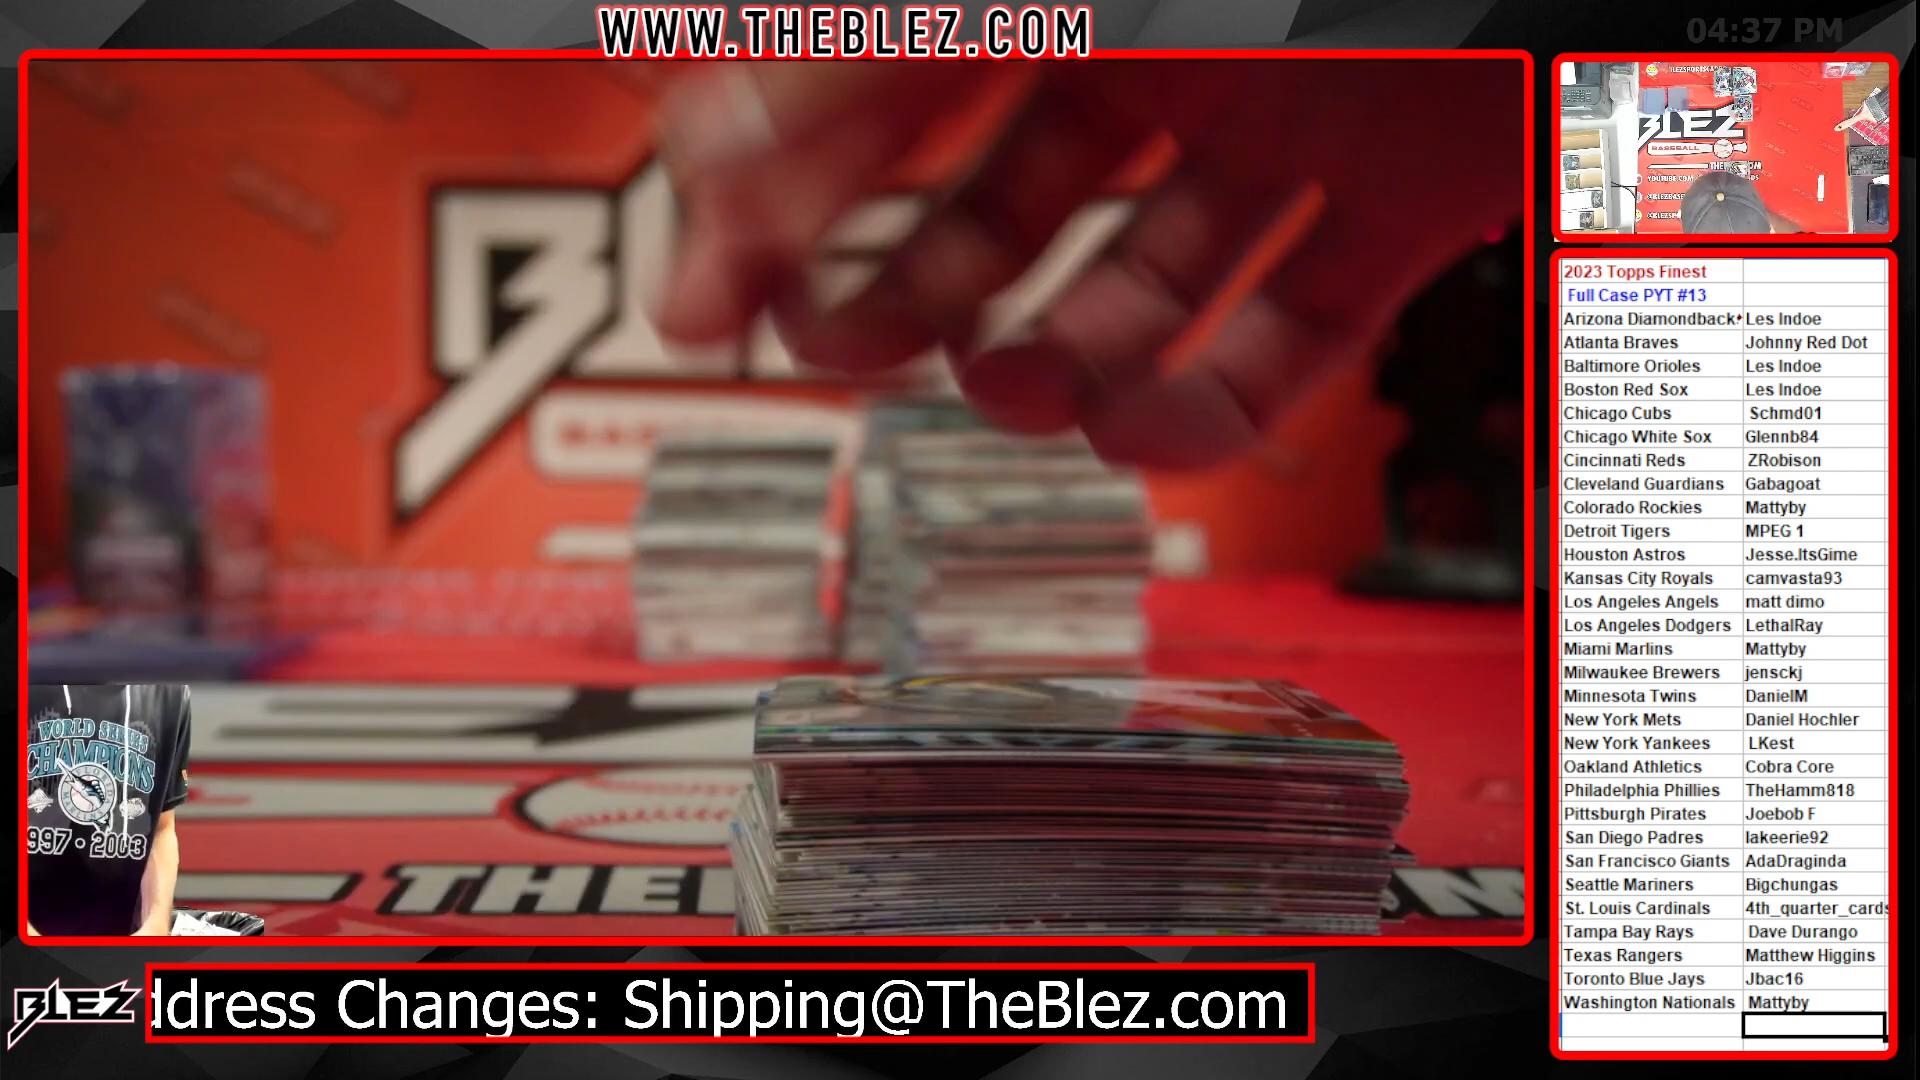 WWW.THEBLEZ.COM
04:37 PM
BLEZ
BASEBALL
2023 Topps Finest
Full Case PYT #13
Arizona Diamondback Les Indoe
Atlanta Braves Johnny Red Dot
Baltimore Orioles Les Indoe
Boston Red Sox Les Indoe
Chicago Cubs Schmd01
Chicago White Sox Glennb84
Cincinnati Reds ZRobison
Cleveland Guardians Gabagoat
Colorado Rockies Mattyby
Detroit Tigers MPEG 1
Houston Astros Jesse.ItsGime
Kansas City Royals camvasta93
Los Angeles Angels matt dimo
Los Angeles Dodgers LethalRay
Miami Marlins Mattyby
Milwaukee Brewers jensckj
Minnesota Twins DanielM
New York Mets Daniel Hochler
New York Yankees LKest
Oakland Athletics Cobra Core
Philadelphia Phillies TheHamm818
Pittsburgh Pirates Joebob F
San Diego Padres lakeerie92
San Francisco Giants AdaDraginda
Seattle Mariners Bigchungas
St. Louis Cardinals 4th_quarter_cards
Tampa Bay Rays Dave Durango
Texas Rangers Matthew Higgins
Toronto Blue Jays Jbac16
Washington Nationals Mattyby
WORLD SERIES
CHAMPIONS
1997 • 2003
THE
BLEZ
ddress Changes: Shipping@TheBlez.com